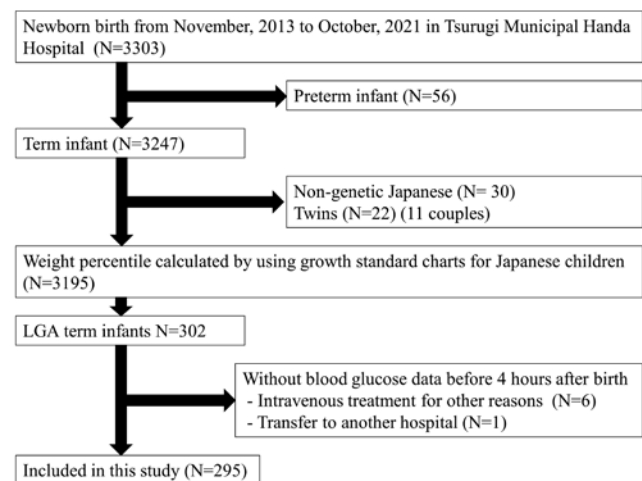 Newborn birth from November, 2013 to October, 2021 in Tsurugi Municipal Handa
Hospital (N=3303)
Preterm infant (N=56)
Term infant (N=3247)
Non-genetic Japanese (N= 30)
Twins (N=22) (11 couples)
Weight percentile calculated by using growth standard charts for Japanese children
(N=3195)
LGA term infants N=302
Without blood glucose data before 4 hours after birth
- Intravenous treatment for other reasons (N=6)
- Transfer to another hospital (N=1)
Included in this study (N=295)